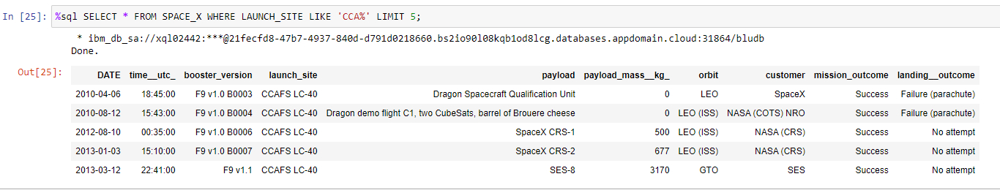 In [25]: %sql SELECT * FROM SPACE_X WHERE LAUNCH_SITE LIKE 'CCA%' LIMIT 5;
* ibm_db_sa://xql02442:***@21fecfd8-47b7-4937-840d-d791d0218660.bs2io90l08kqb1od8lcg.databases.appdomain.cloud:31864/bludb
Done.
Out[25]:
DATE time__utc_ booster_version launch_site payload payload_mass__kg_ orbit customer mission_outcome landing__outcome
2010-04-06 18:45:00 F9 v1.0 B0003 CCAFS LC-40 Dragon Spacecraft Qualification Unit 0 LEO SpaceX Success Failure (parachute)
2010-08-12 15:43:00 F9 v1.0 B0004 CCAFS LC-40 Dragon demo flight C1, two CubeSats, barrel of Brouere cheese 0 LEO (ISS) NASA (COTS) NRO Success Failure (parachute)
2012-08-10 00:35:00 F9 v1.0 B0006 CCAFS LC-40 SpaceX CRS-1 500 LEO (ISS) NASA (CRS) Success No attempt
2013-01-03 15:10:00 F9 v1.0 B0007 CCAFS LC-40 SpaceX CRS-2 677 LEO (ISS) NASA (CRS) Success No attempt
2013-03-12 22:41:00 F9 v1.1 CCAFS LC-40 SES-8 3170 GTO SES Success No attempt